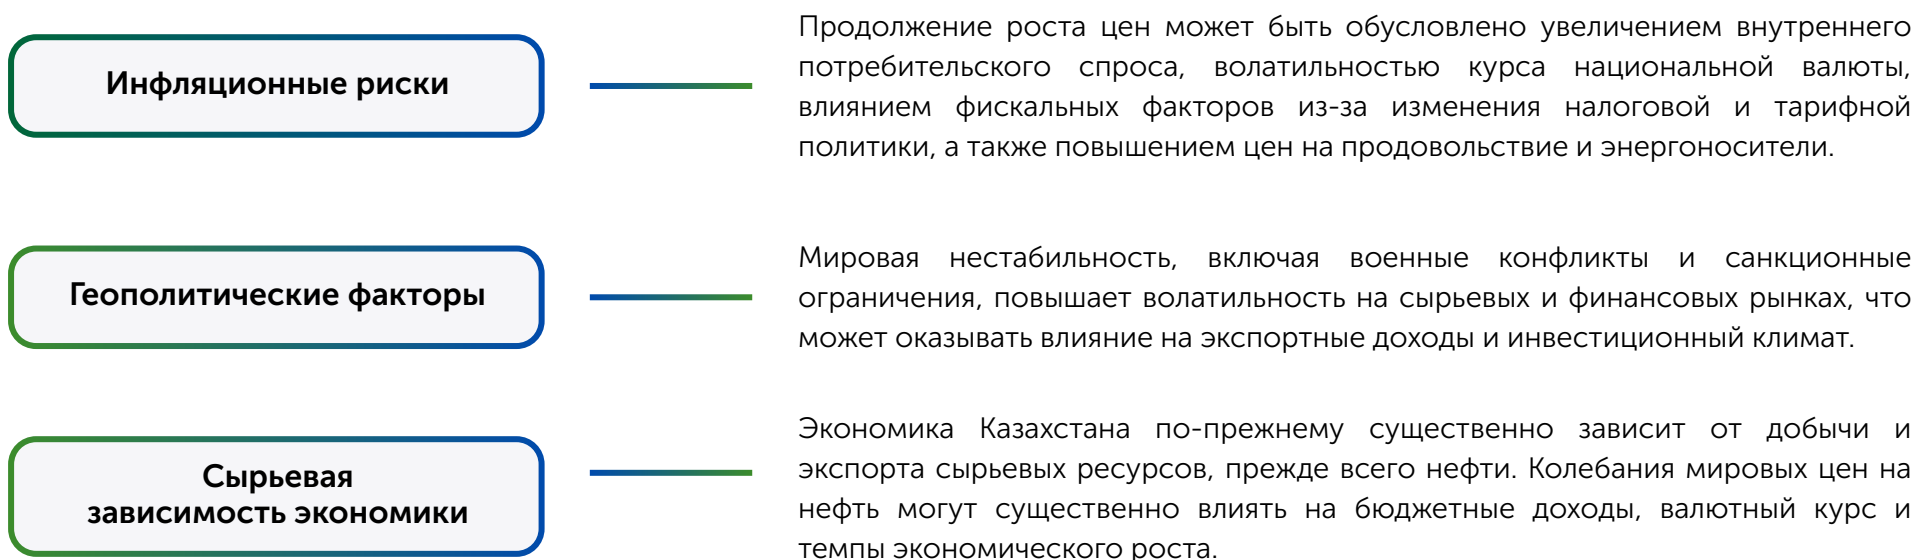 Инфляционные риски
Продолжение роста цен может быть обусловлено увеличением внутреннего
потребительского спроса, волатильностью курса национальной валюты,
влиянием фискальных факторов из-за изменения налоговой и тарифной
политики, а также повышением цен на продовольствие и энергоносители.
Геополитические факторы
Мировая нестабильность, включая военные конфликты и санкционные
ограничения, повышает волатильность на сырьевых и финансовых рынках, что
может оказывать влияние на экспортные доходы и инвестиционный климат.
Сырьевая
зависимость экономики
Экономика Казахстана по-прежнему существенно зависит от добычи и
экспорта сырьевых ресурсов, прежде всего нефти. Колебания мировых цен на
нефть могут существенно влиять на бюджетные доходы, валютный курс и
темпы экономического роста.